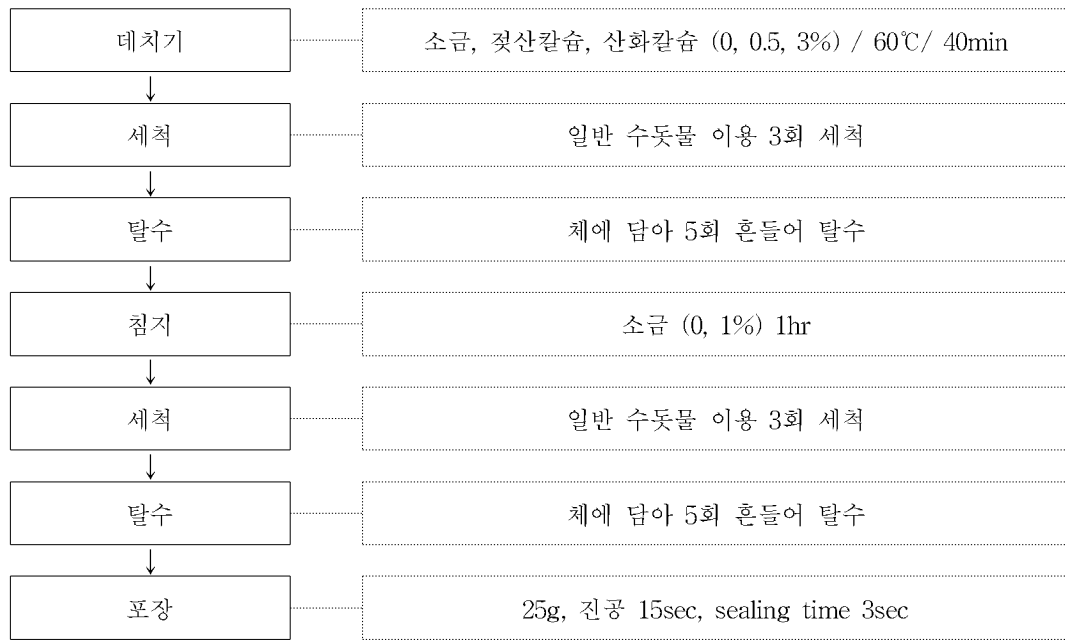 데치기
소금, 젖산칼슘, 산화칼슘 (0, 0.5, 3%) / 60℃/ 40min
세척
일반 수돗물 이용 3회 세척
탈수
체에 담아 5회 흔들어 탈수
침지
소금 (0, 1%) 1hr
세척
일반 수돗물 이용 3회 세척
탈수
체에 담아 5회 흔들어 탈수
포장
25g, 진공 15sec, sealing time 3sec